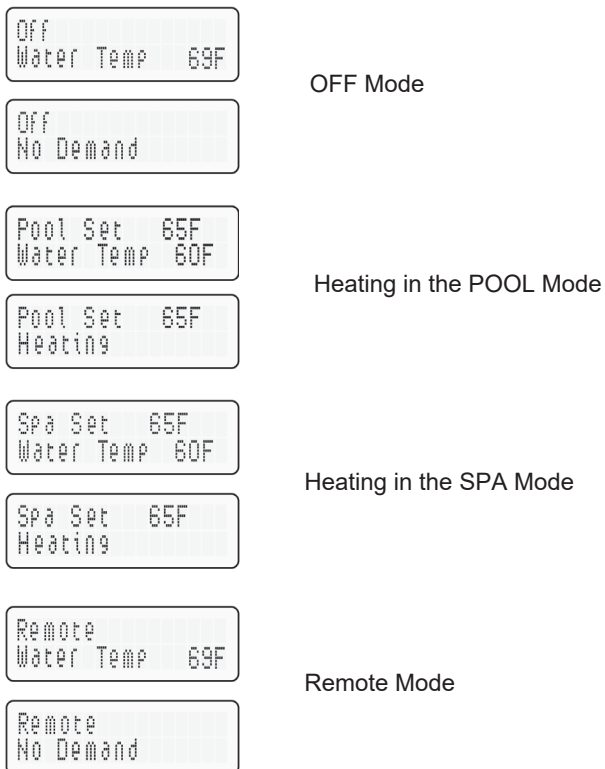 Off
Water Temp 69F
OFF Mode
Off
No Demand
Pool Set 65F
Water Temp 60F
Heating in the POOL Mode
Pool Set 65F
Heating
Spa Set 65F
Water Temp 60F
Heating in the SPA Mode
Spa Set 65F
Heating
Remote
Water Temp 69F
Remote Mode
Remote
No Demand